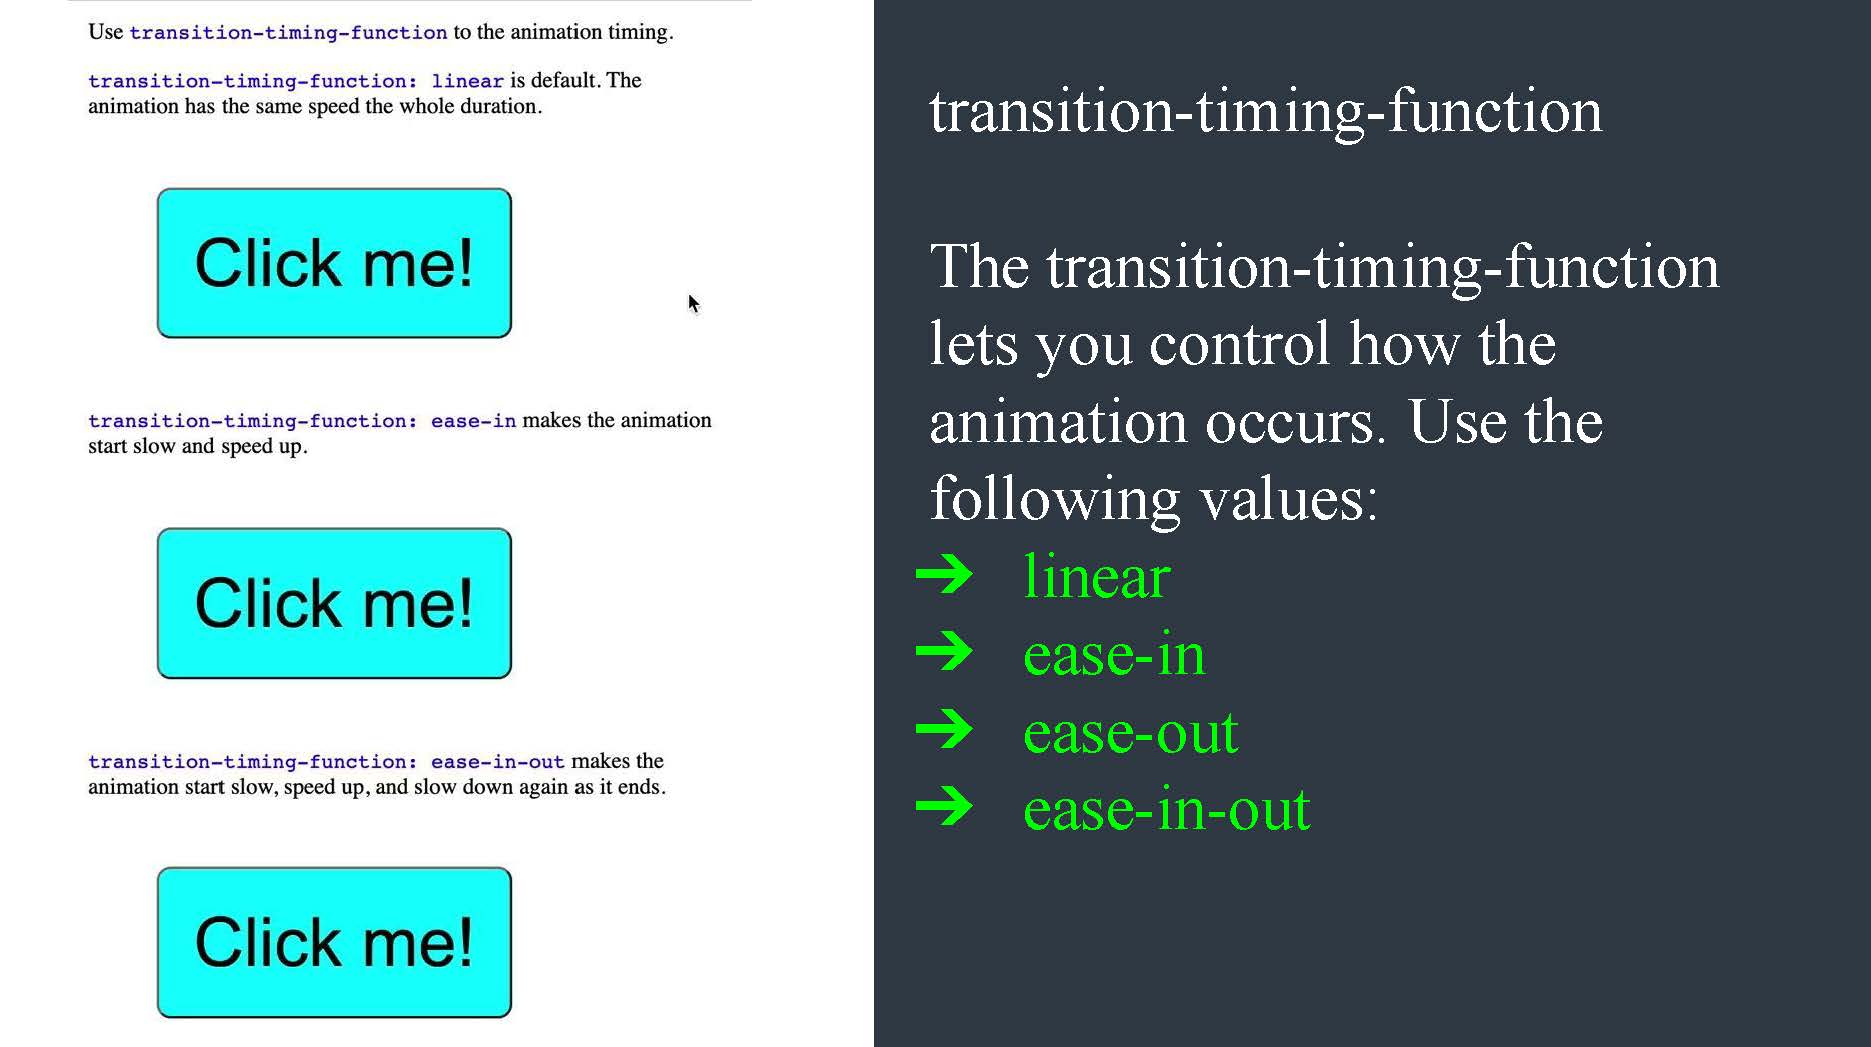 Use transition-timing-function to the animation timing.
transition-timing-function: linear is default. The
animation has the same speed the whole duration.
Click me!
transition-timing-function: ease-in makes the animation
start slow and speed up.
Click me!
transition-timing-function: ease-in-out makes the
animation start slow, speed up, and slow down again as it ends.
Click me!
transition-timing-function
The transition-timing-function
lets you control how the
animation occurs. Use the
following values:
➔ linear
➔ ease-in
➔ ease-out
➔ ease-in-out